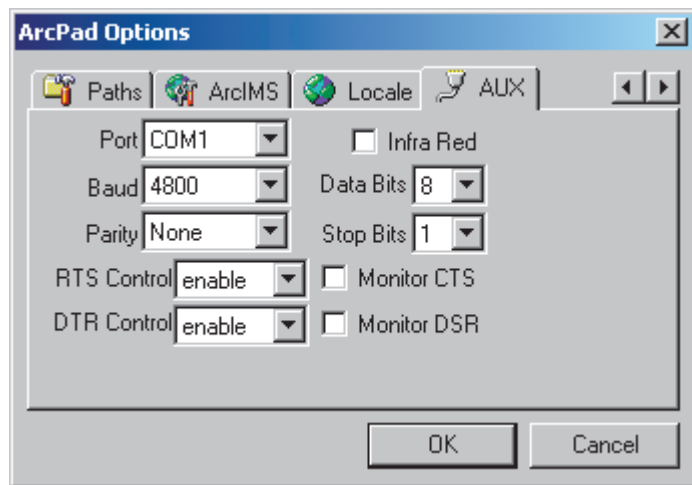 ArcPad Options
Paths ArcIMS Locale AUX
Port COM1 Infra Red
Baud 4800 Data Bits 8
Parity None Stop Bits 1
RTS Control enable Monitor CTS
DTR Control enable Monitor DSR
OK Cancel